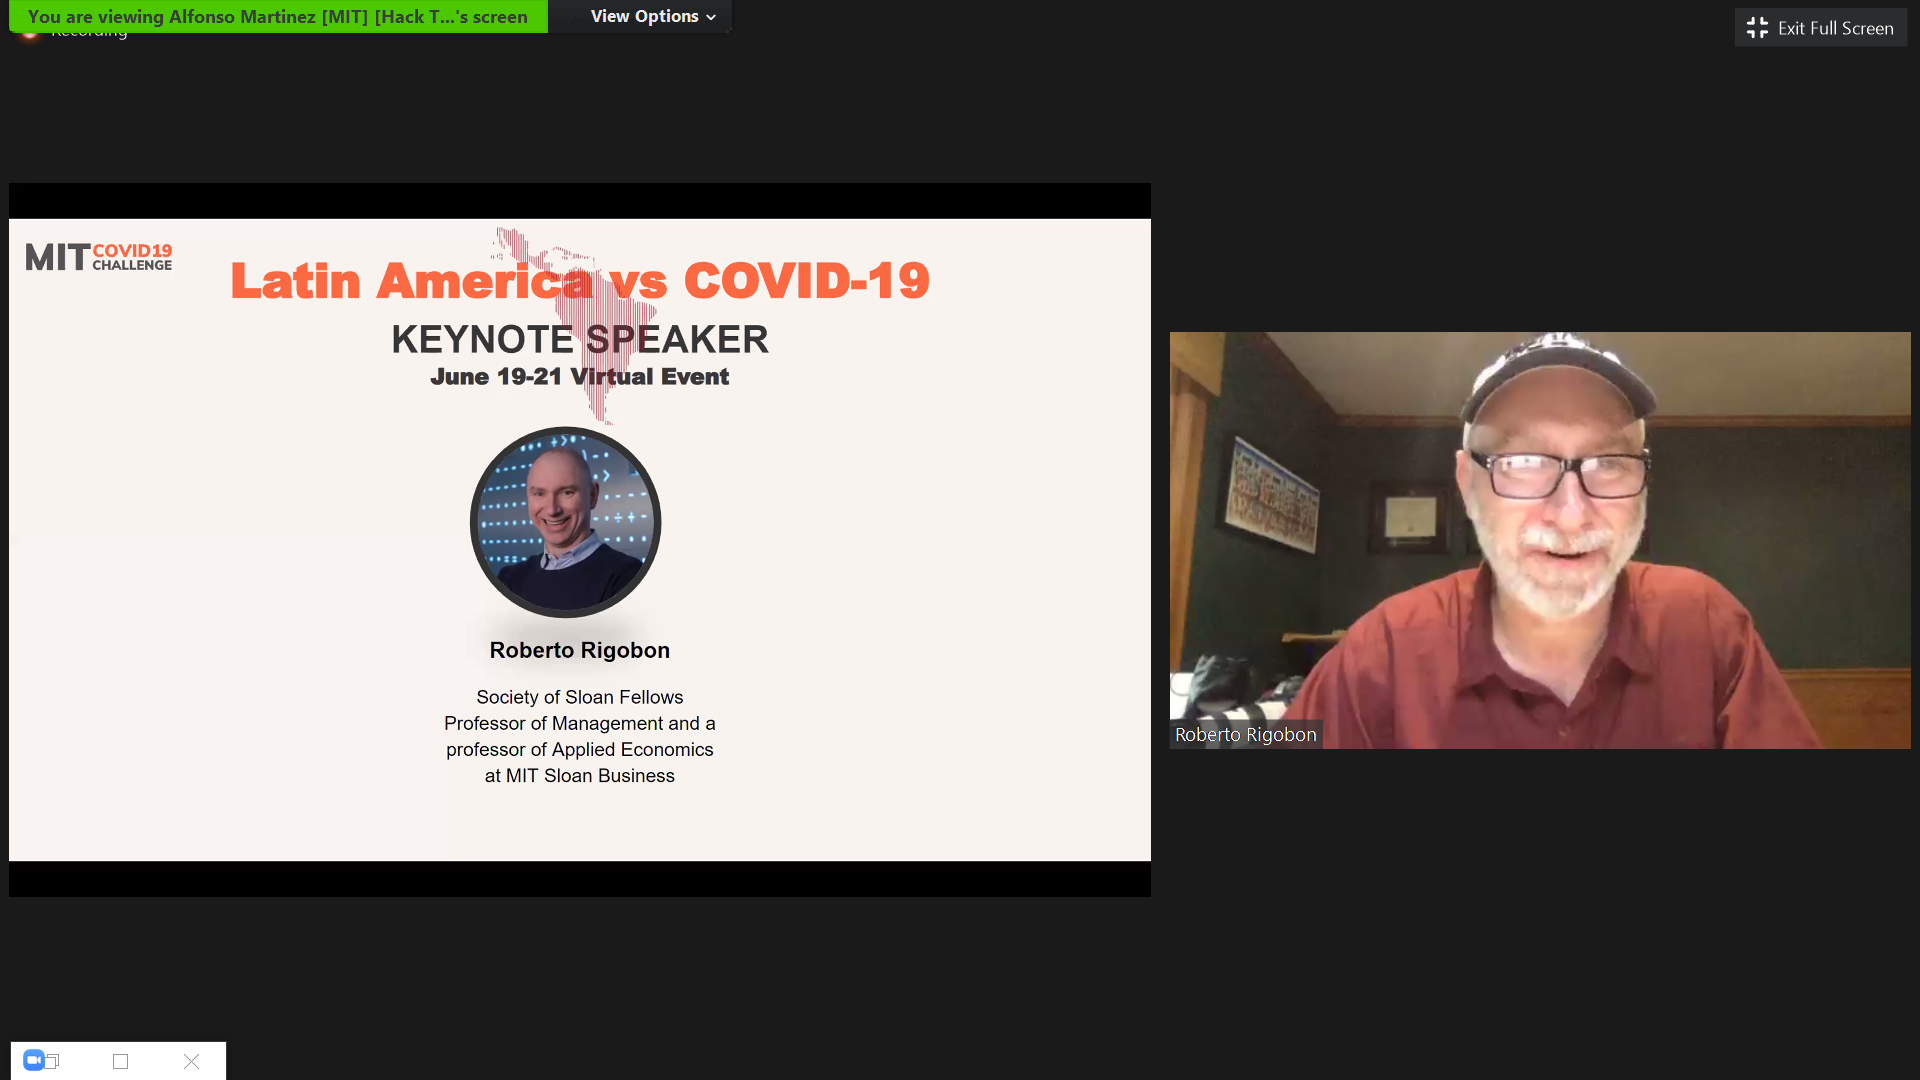 You are viewing Alfonso Martinez [MIT] [Hack T...'s screen
View Options
Recording
Exit Full Screen
MIT COVID19
CHALLENGE
Latin America vs COVID-19
KEYNOTE SPEAKER
June 19-21 Virtual Event
Roberto Rigobon
Society of Sloan Fellows
Professor of Management and a
professor of Applied Economics
at MIT Sloan Business
Roberto Rigobon